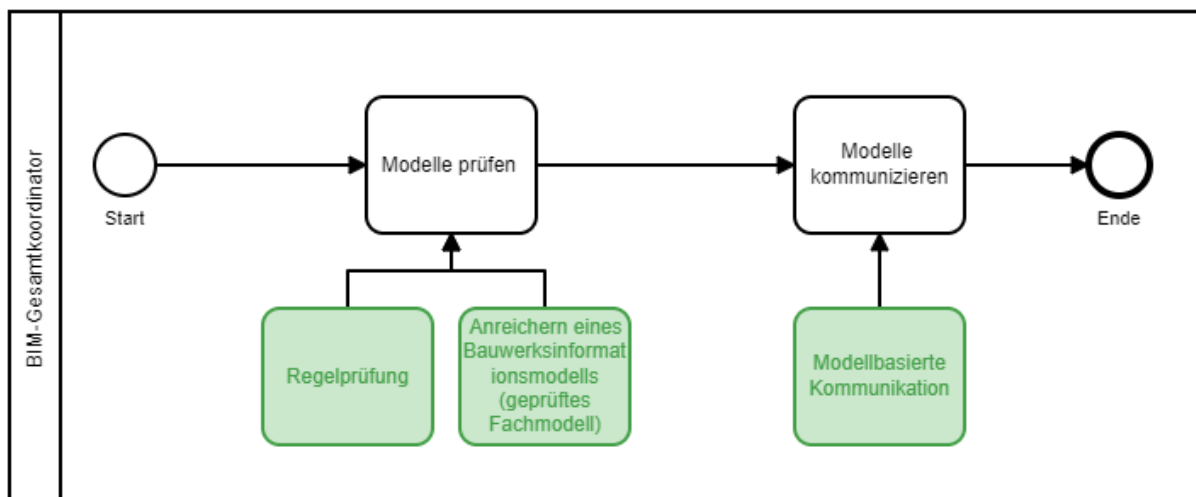 BIM-Gesamtkoordinator
Start
Modelle prüfen
Modelle
kommunizieren
Ende
Regelprüfung
Anreichern eines
Bauwerksinformat
ionsmodells
(geprüftes
Fachmodell)
Modellbasierte
Kommunikation